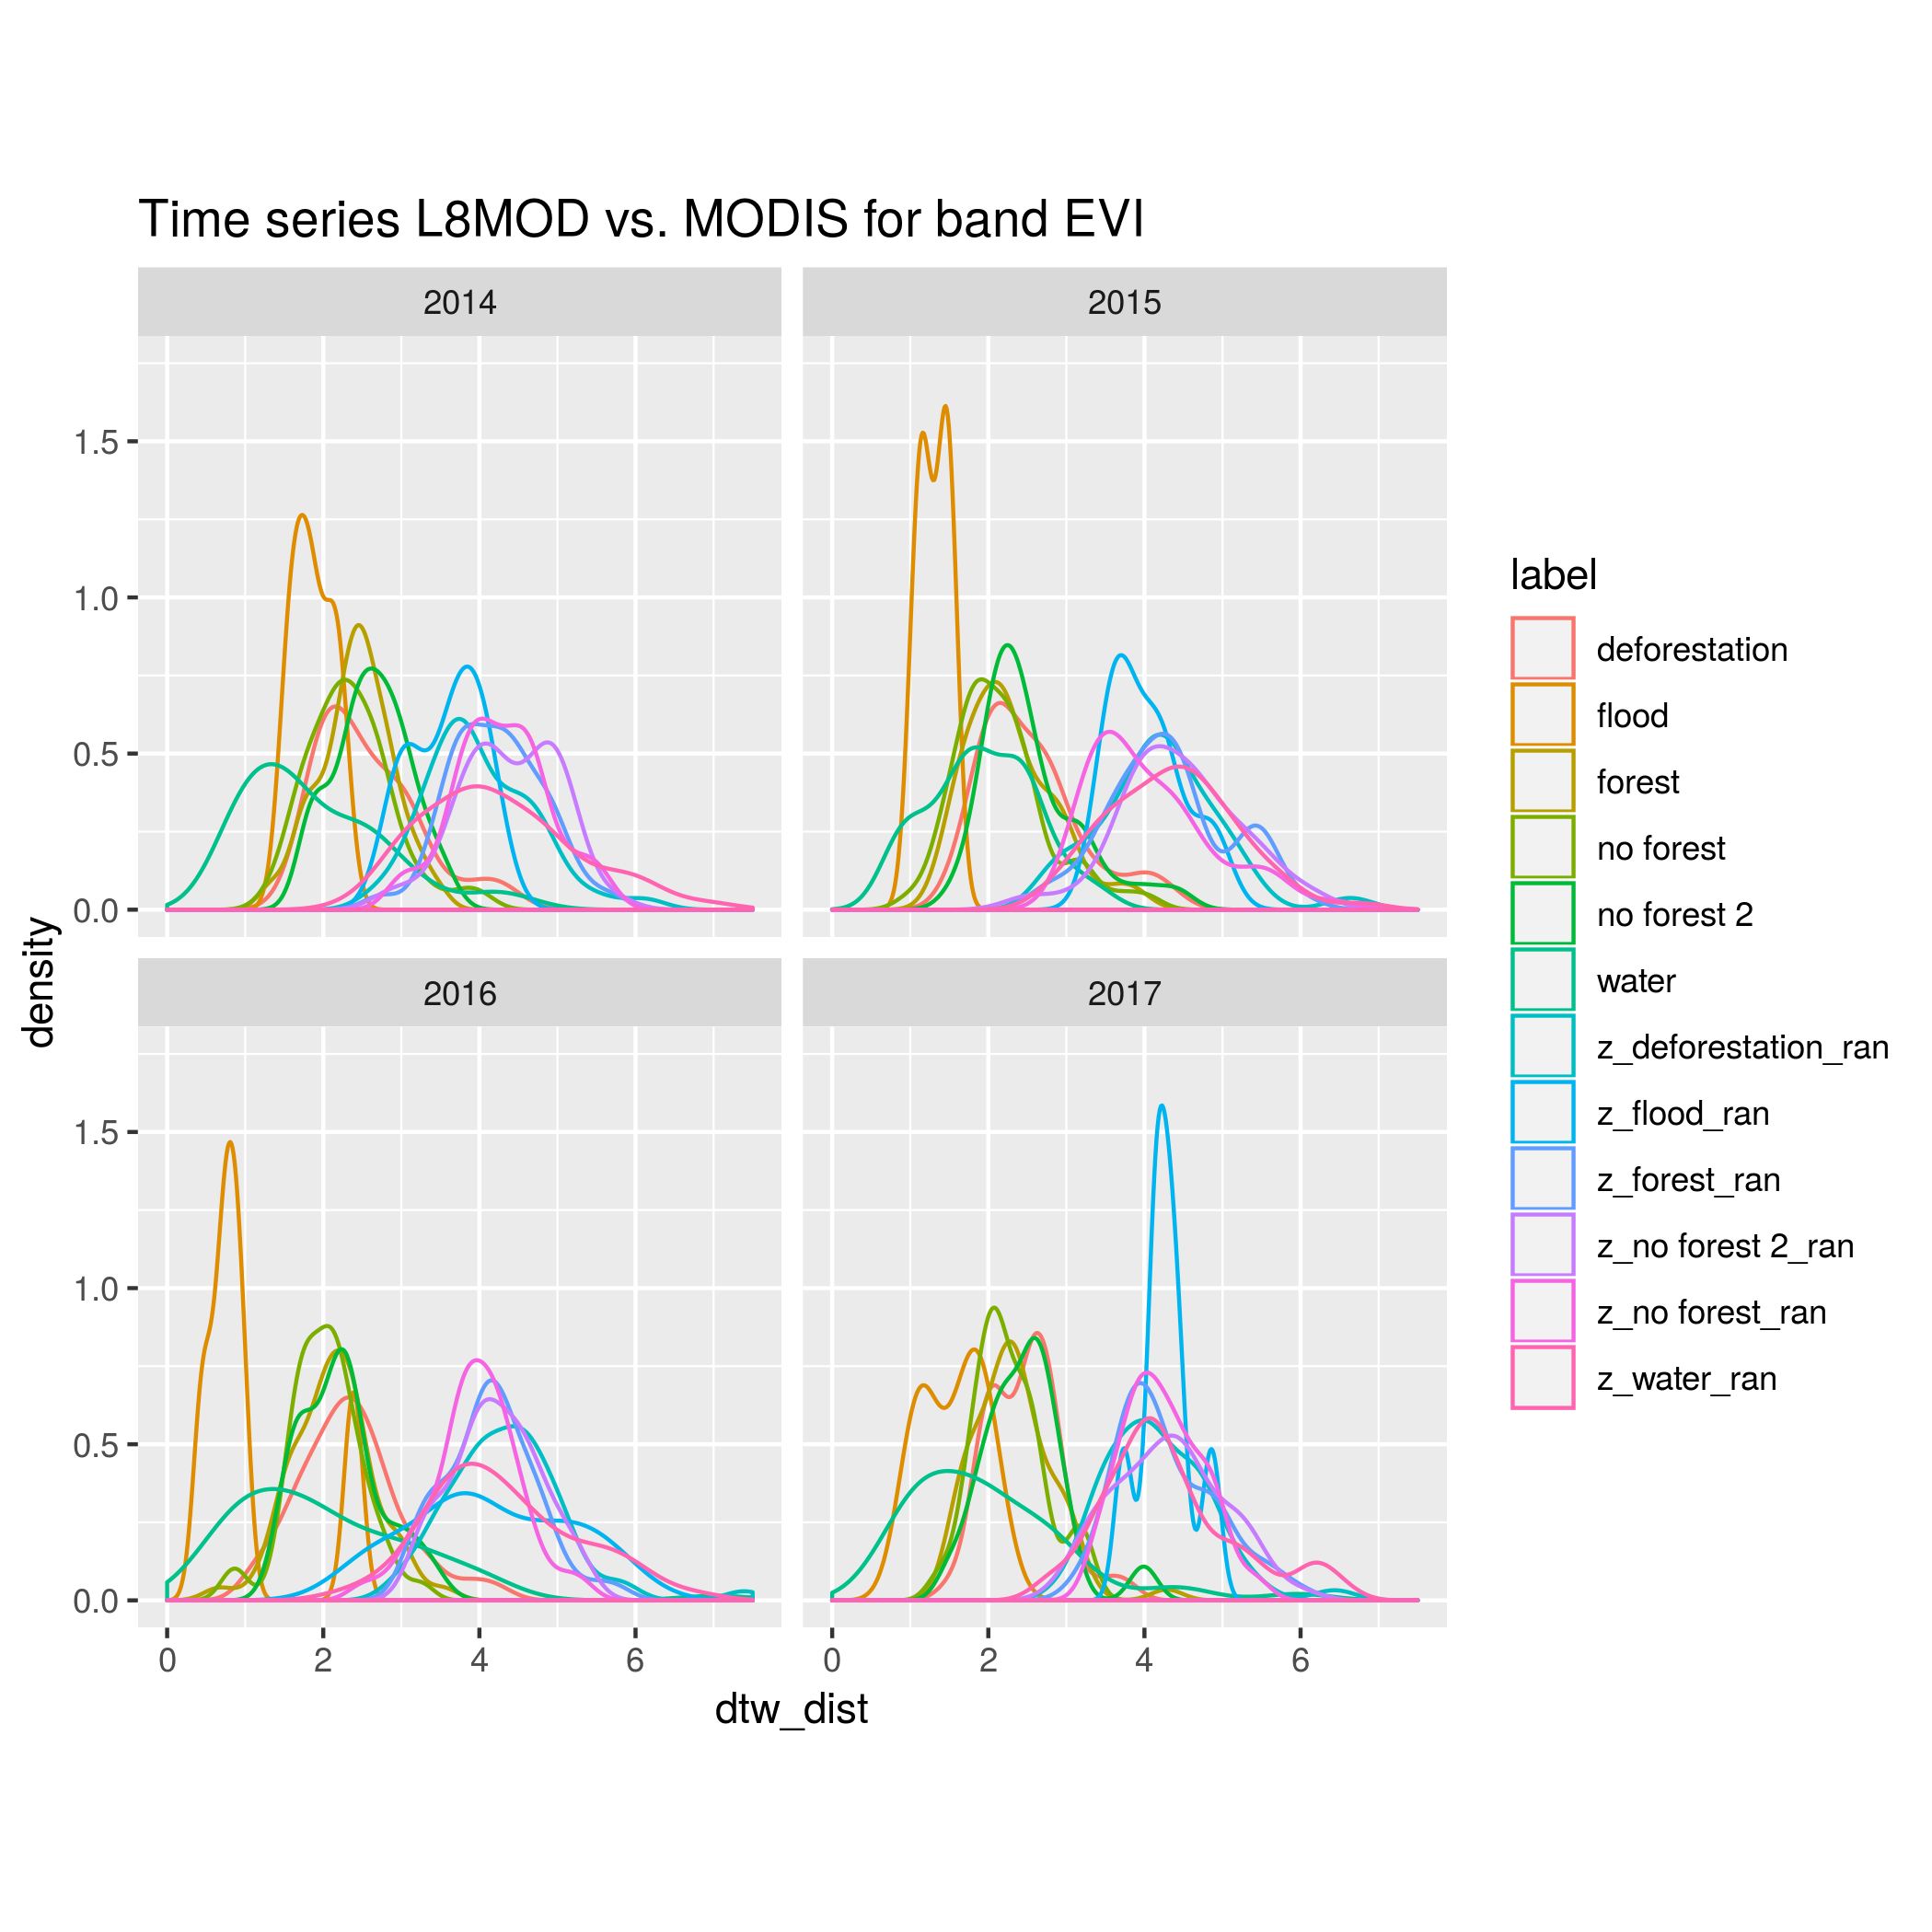 Time series L8MOD vs. MODIS for band EVI
2014
2015
1.5
1.0
0.5
0.0
density
2016
2017
1.5
1.0
0.5
0.0
0 2 4 6
0 2 4 6
dtw_dist
label
deforestation
flood
forest
no forest
no forest 2
water
z_deforestation_ran
z_flood_ran
z_forest_ran
z_no forest 2_ran
z_no forest_ran
z_water_ran